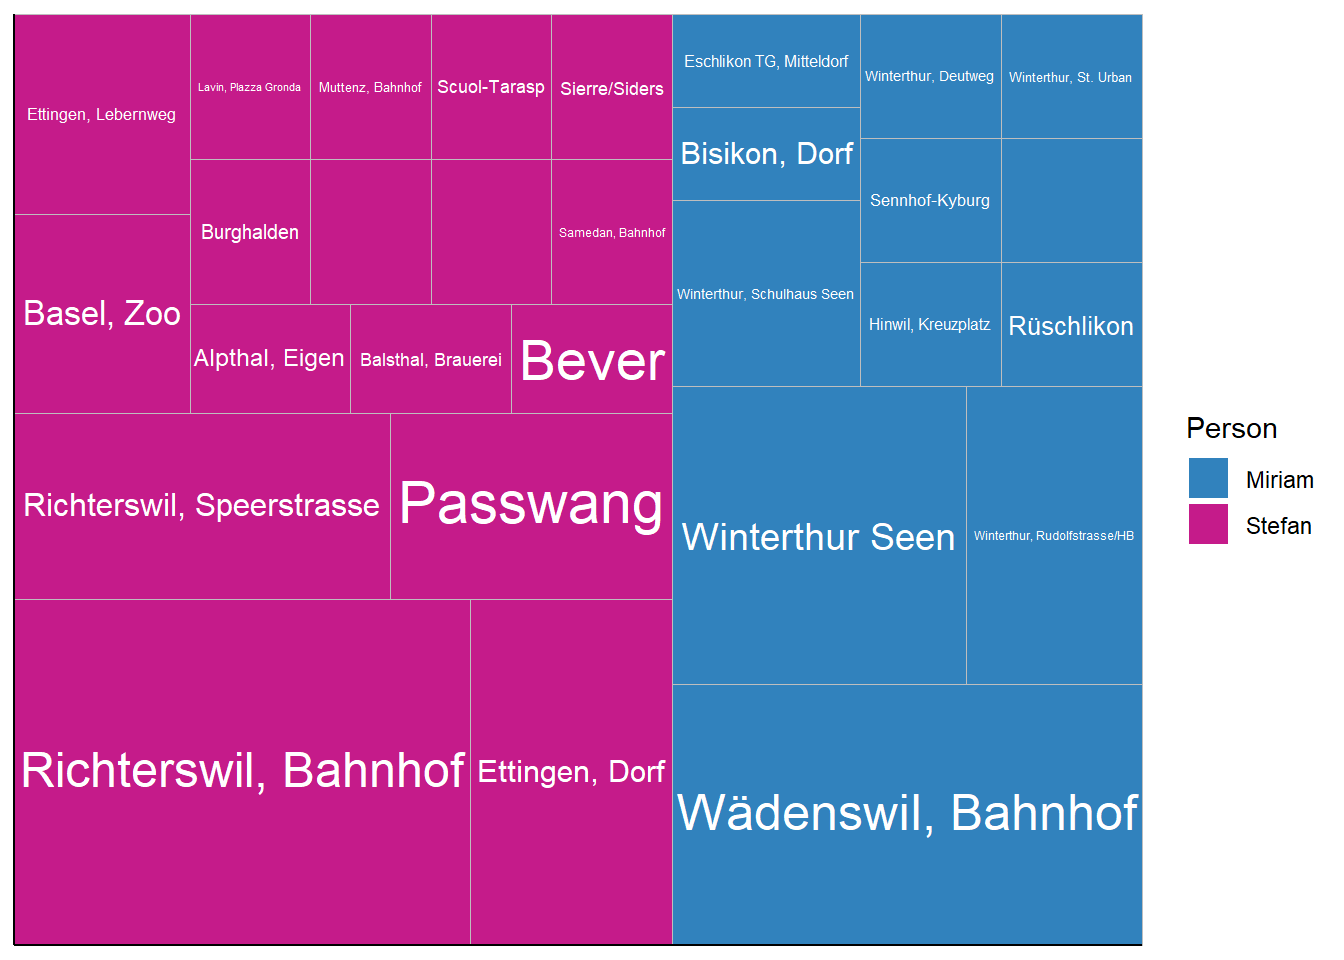 Ettingen, Lebernweg
Lavin, Plazza Gronda
Muttenz, Bahnhof
Scuol-Tarasp
Sierre/Siders
Burghalden
Samedan, Bahnhof
Basel, Zoo
Alpthal, Eigen
Balsthal, Brauerei
Bever
Richterswil, Speerstrasse
Passwang
Richterswil, Bahnhof
Ettingen, Dorf
Eschlikon TG, Mitteldorf
Winterthur, Deutweg
Winterthur, St. Urban
Bisikon, Dorf
Sennhof-Kyburg
Winterthur, Schulhaus Seen
Hinwil, Kreuzplatz
Rüschlikon
Winterthur Seen
Winterthur, Rudolfstrasse/HB
Wädenswil, Bahnhof
Person
Miriam
Stefan